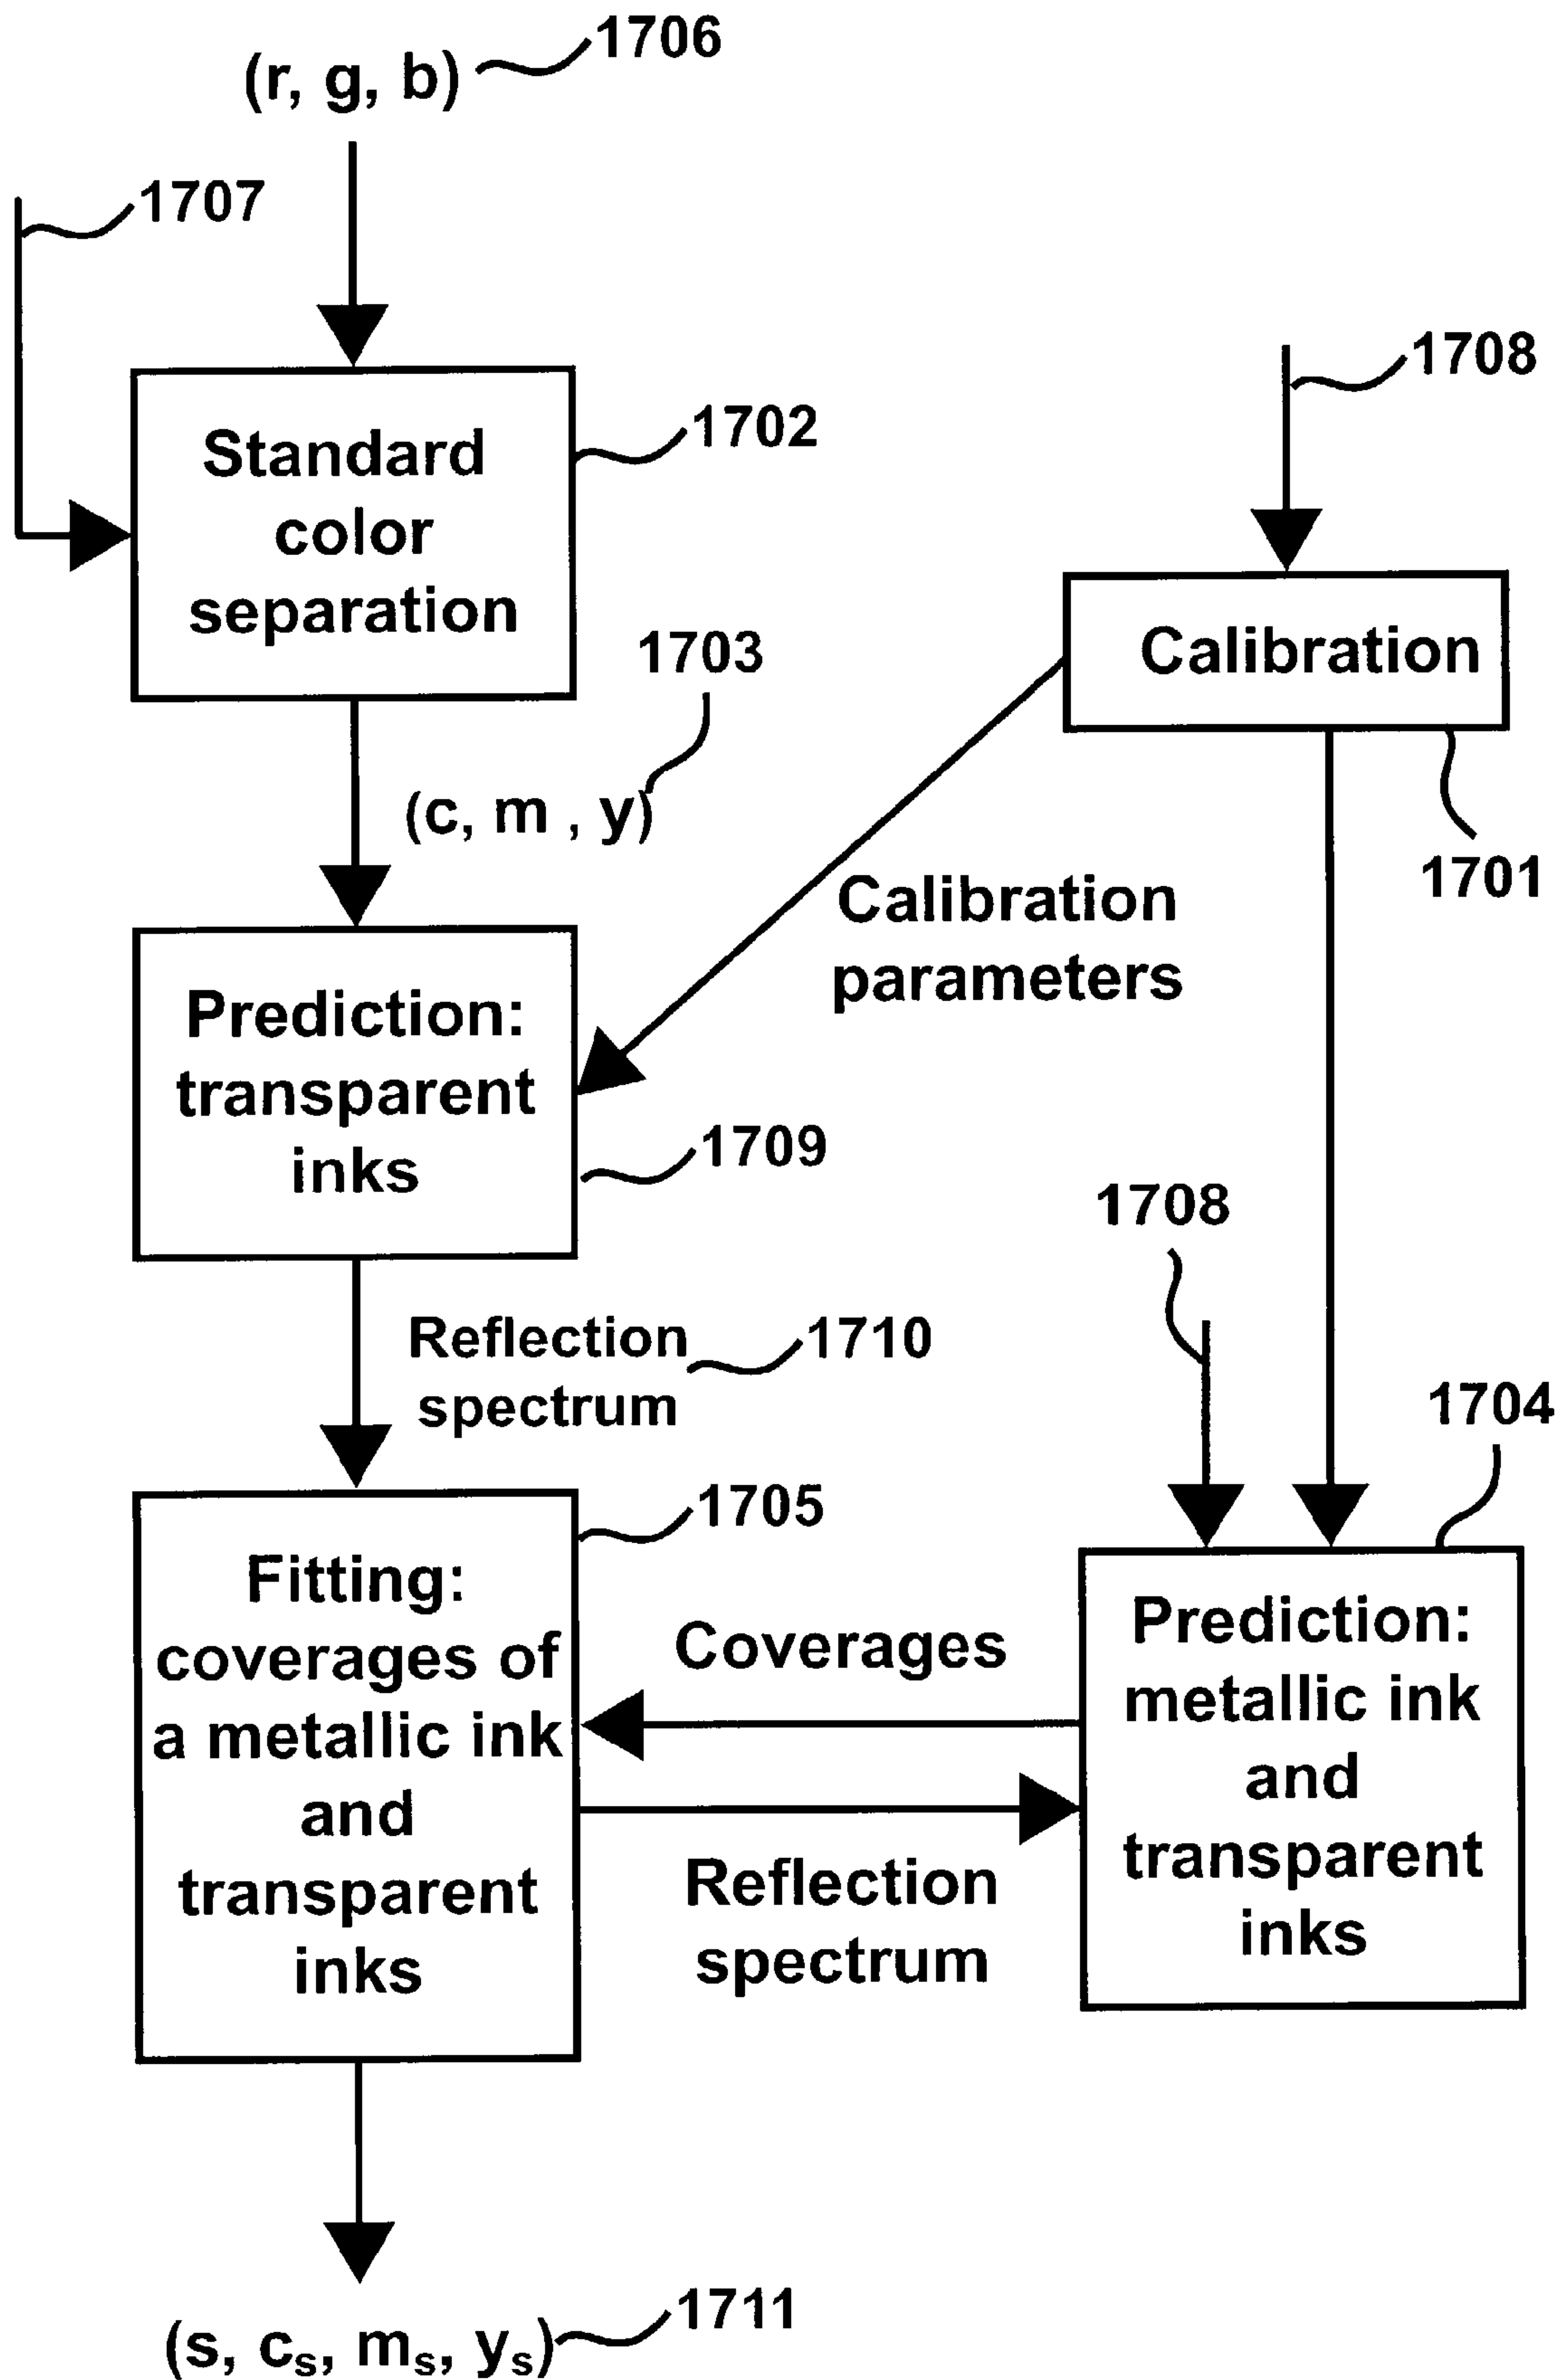 1706
(r, g, b)
1707
1708
Standard
color
separation
1702
1703
Calibration
(c, m , y)
1701
Calibration
parameters
Prediction:
transparent
inks
1709
1708
Reflection
spectrum
1710
1704
1705
Fitting:
coverages of
a metallic ink
and
transparent
inks
Coverages
Reflection
spectrum
Prediction:
metallic ink
and
transparent
inks
1711
(s, cₛ, mₛ, yₛ)